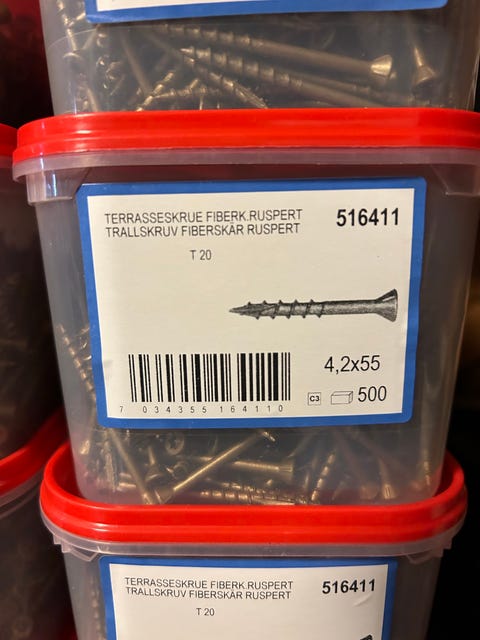 TERRASSESKRUE FIBERK.RUSPERT
516411
TRALLSKRUV FIBERSKÄR RUSPERT
T 20
4,2x55
7 034355 164110
C3
500
TERRASSESKRUE FIBERK.RUSPERT
516411
TRALLSKRUV FIBERSKÄR RUSPERT
T 20